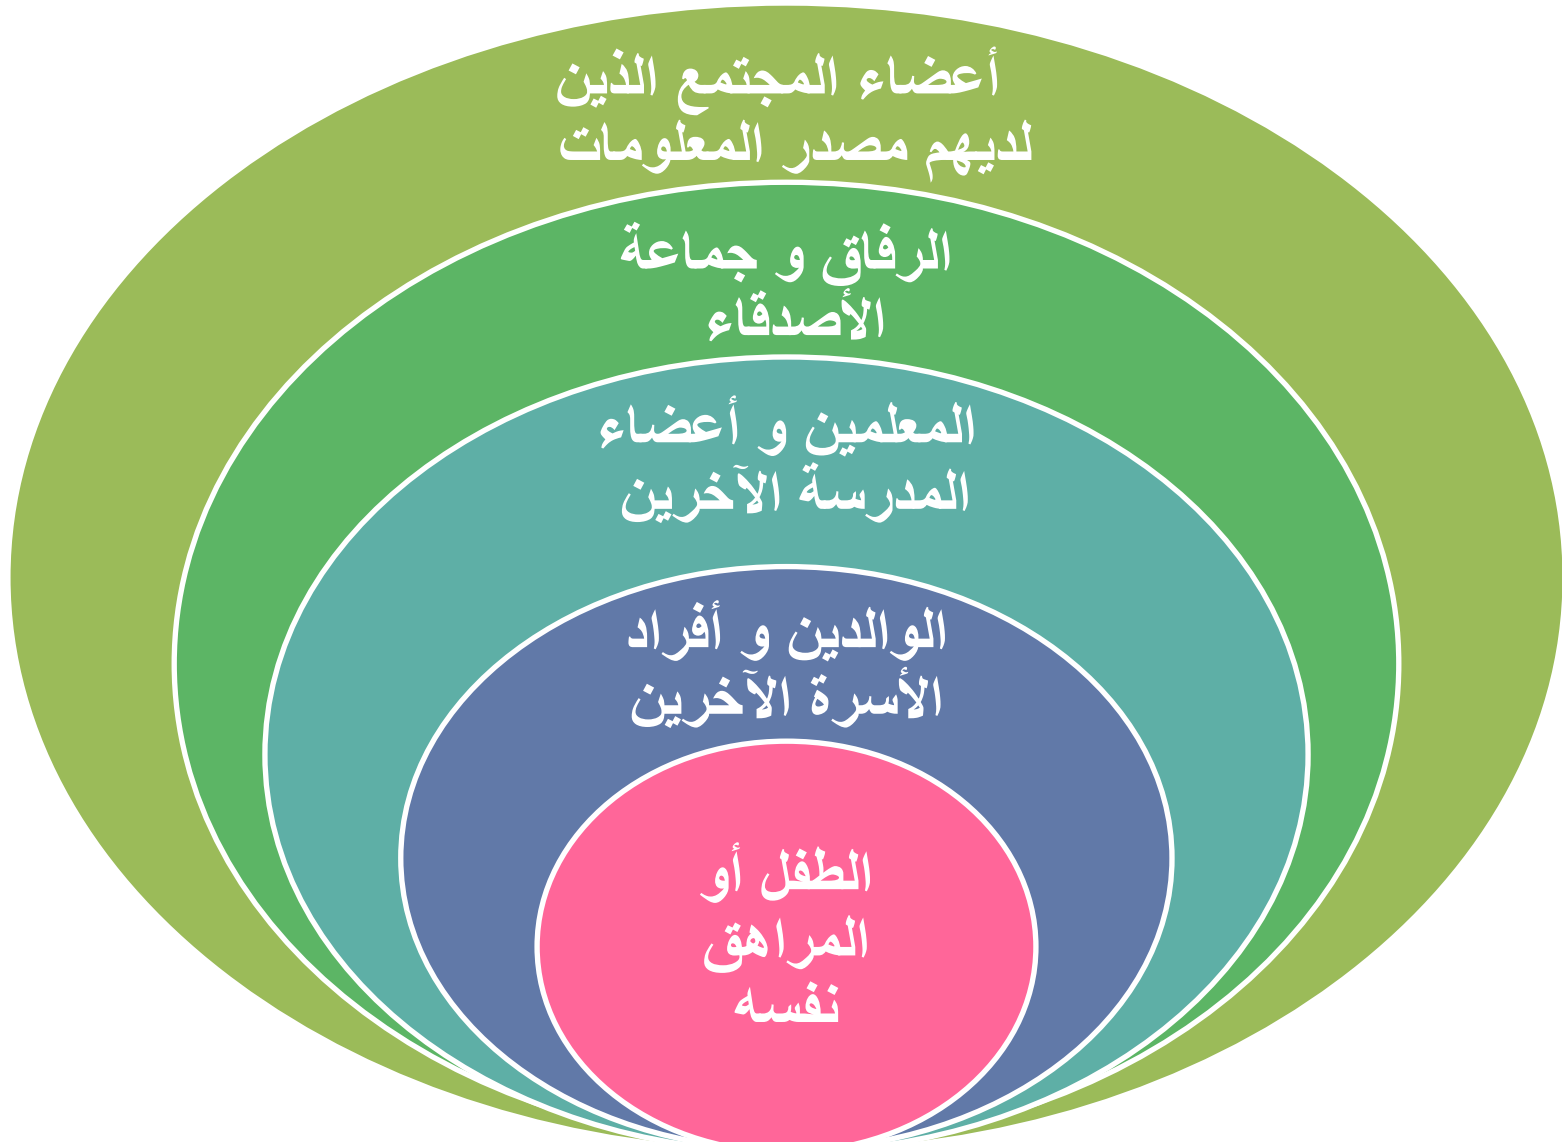 أعضاء المجتمع الذين
لديهم مصدر المعلومات
الرفاق و جماعة
الأصدقاء
المعلمين و أعضاء
المدرسة الآخرين
الوالدين و أفراد
الأسرة الآخرين
الطفل أو
المراهق
نفسه